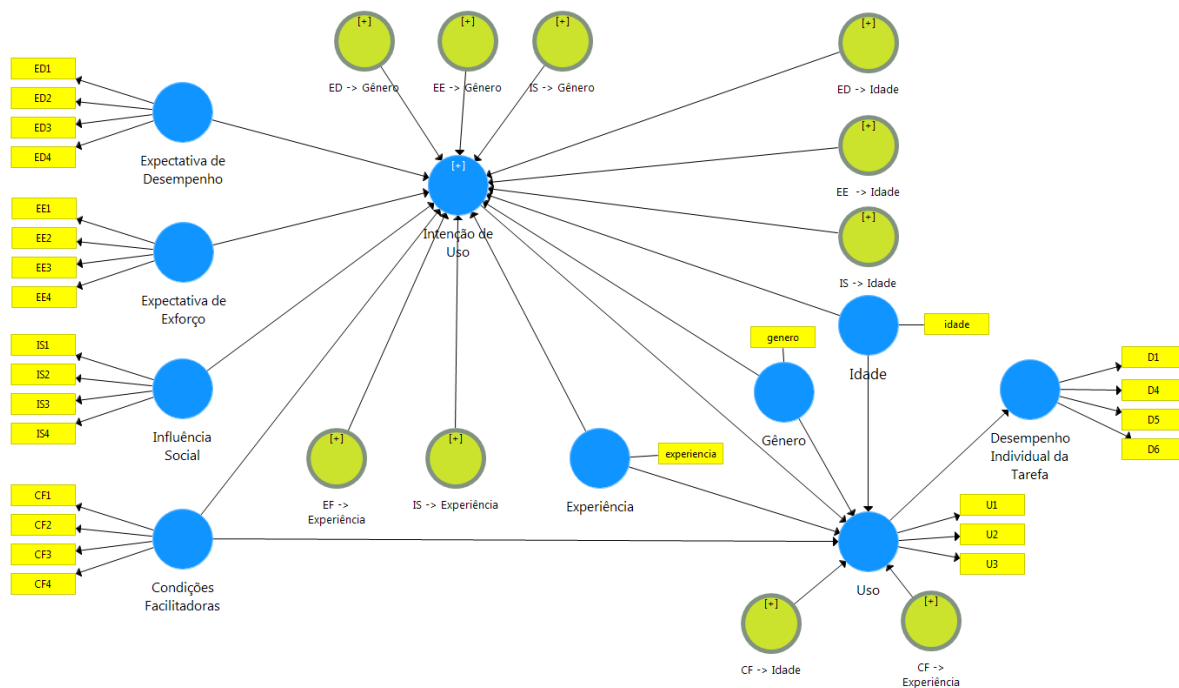 [+]
[+]
[+]
[+]
ED -> Gênero
EE -> Gênero
IS -> Gênero
ED -> Idade
ED1
ED2
ED3
ED4
Expectativa de
Desempenho
[+]
EE -> Idade
[+]
Intenção de
Uso
EE1
EE2
EE3
EE4
Expectativa de
Exforço
[+]
IS -> Idade
IS1
IS2
IS3
IS4
Influência
Social
idade
Idade
genero
Gênero
D1
D4
D5
D6
Desempenho
Individual da
Tarefa
[+]
EF ->
Experiência
[+]
IS -> Experiência
experiencia
Experiência
CF1
CF2
CF3
CF4
Condições
Facilitadoras
U1
U2
U3
Uso
[+]
CF -> Idade
[+]
CF ->
Experiência